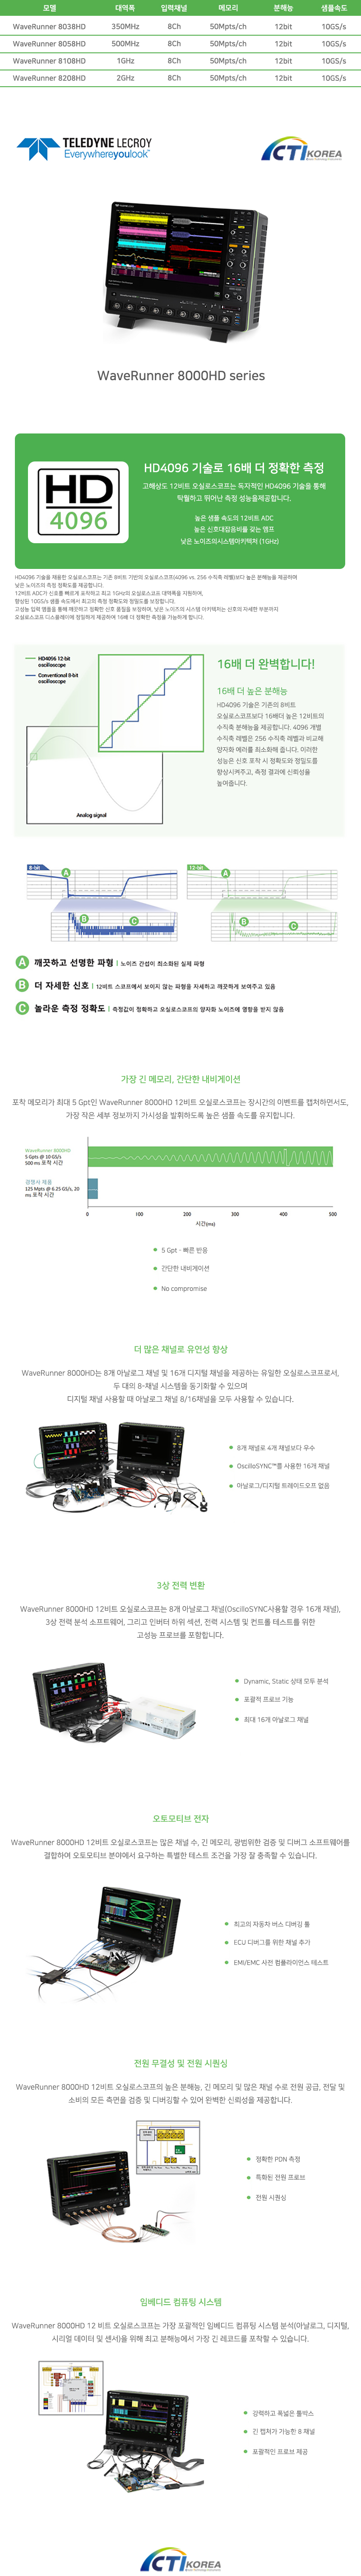 모델 대역폭 입력채널 메모리 분해능 샘플속도
WaveRunner 8038HD 350MHz 8Ch 50Mpts/ch 12bit 10GS/s
WaveRunner 8058HD 500MHz 8Ch 50Mpts/ch 12bit 10GS/s
WaveRunner 8108HD 1GHz 8Ch 50Mpts/ch 12bit 10GS/s
WaveRunner 8208HD 2GHz 8Ch 50Mpts/ch 12bit 10GS/s
TELEDYNE LECROY
Everywhereyoulook™
CTI KOREA
WaveRunner 8000HD series
HD
4096
HD4096 기술로 16배 더 정확한 측정
고해상도 12비트 오실로스코프는 독자적인 HD4096 기술을 통해
탁월하고 뛰어난 측정 성능을제공합니다.
높은 샘플 속도의 12비트 ADC
높은 신호대잡음비를 갖는 앰프
낮은 노이즈의시스템아키텍처 (1GHz)
HD4096 기술을 채용한 오실로스코프는 기존 8비트 기반의 오실로스코프(4096 vs. 256 수직측 레벨)보다 높은 분해능을 제공하며
낮은 노이즈의 측정 정확도를 제공합니다.
12비트 ADC가 신호를 빠르게 포착하고 최고 1GHz의 오실로스코프 대역폭을 지원하며,
향상된 10GS/s 샘플 속도에서 최고의 측정 정확도와 정밀도를 보장합니다.
고성능 입력 앰플을 통해 깨끗하고 정확한 신호 품질을 보장하며, 낮은 노이즈의 시스템 아키텍처는 신호의 자세한 부분까지
오실로스코프 디스플레이에 정밀하게 제공하여 16배 더 정확한 측정을 가능하게 합니다.
HD4096 12-bit
oscilloscope
Conventional 8-bit
oscilloscope
Analog signal
16배 더 완벽합니다!
16배 더 높은 분해능
HD4096 기술은 기존의 8비트
오실로스코프보다 16배더 높은 12비트의
수직측 분해능을 제공합니다. 4096 개별
수직측 레벨은 256 수직측 레벨과 비교해
양자화 에러를 최소화해 줍니다. 이러한
성능은 신호 포착 시 정확도와 정밀도를
향상시켜주고, 측정 결과에 신뢰성을
높여줍니다.
8-bit
12-bit
A
B
C
A
B
C
A 깨끗하고 선명한 파형 | 노이즈 간섭이 최소화된 실제 파형
B 더 자세한 신호 | 12비트 스코프에서 보이지 않는 파형을 자세하고 깨끗하게 보여주고 있음
C 놀라운 측정 정확도 | 측정값이 정확하고 오실로스코프의 양자화 노이즈에 영향을 받지 않음
가장 긴 메모리, 간단한 내비게이션
포착 메모리가 최대 5 Gpt인 WaveRunner 8000HD 12비트 오실로스코프는 장시간의 이벤트를 캡처하면서도,
가장 작은 세부 정보까지 가시성을 발휘하도록 높은 샘플 속도를 유지합니다.
WaveRunner 8000HD
5 Gpts @ 10 GS/s
500 ms 포착 시간
경쟁사 제품
125 Mpts @ 6.25 GS/s, 20
ms 포착 시간
0 100 200 300 400 500
시간(ms)
5 Gpt - 빠른 반응
간단한 내비게이션
No compromise
더 많은 채널로 유연성 향상
WaveRunner 8000HD는 8개 아날로그 채널 및 16개 디지털 채널을 제공하는 유일한 오실로스코프로서,
두 대의 8-채널 시스템을 동기화할 수 있으며
디지털 채널 사용할 때 아날로그 채널 8/16채널을 모두 사용할 수 있습니다.
8개 채널로 4개 채널보다 우수
OscilloSYNC™를 사용한 16개 채널
아날로그/디지털 트레이드오프 없음
3상 전력 변환
WaveRunner 8000HD 12비트 오실로스코프는 8개 아날로그 채널(OscilloSYNC사용할 경우 16개 채널),
3상 전력 분석 소프트웨어, 그리고 인버터 하위 섹션, 전력 시스템 및 컨트롤 테스트를 위한
고성능 프로브를 포함합니다.
Dynamic, Static 상태 모두 분석
포괄적 프로브 기능
최대 16개 아날로그 채널
오토모티브 전자
WaveRunner 8000HD 12비트 오실로스코프는 많은 채널 수, 긴 메모리, 광범위한 검증 및 디버그 소프트웨어를
결합하여 오토모티브 분야에서 요구하는 특별한 테스트 조건을 가장 잘 충족할 수 있습니다.
최고의 자동차 버스 디버깅 툴
ECU 디버그를 위한 채널 추가
EMI/EMC 사전 컴플라이언스 테스트
전원 무결성 및 전원 시퀀싱
WaveRunner 8000HD 12비트 오실로스코프의 높은 분해능, 긴 메모리 및 많은 채널 수로 전원 공급, 전달 및
소비의 모든 측면을 검증 및 디버깅할 수 있어 완벽한 신뢰성을 제공합니다.
정확한 PDN 측정
특화된 전원 프로브
전원 시퀀싱
임베디드 컴퓨팅 시스템
WaveRunner 8000HD 12 비트 오실로스코프는 가장 포괄적인 임베디드 컴퓨팅 시스템 분석(아날로그, 디지털,
시리얼 데이터 및 센서)을 위해 최고 분해능에서 가장 긴 레코드를 포착할 수 있습니다.
강력하고 폭넓은 툴박스
긴 캡처가 가능한 8 채널
포괄적인 프로브 제공
CTI KOREA